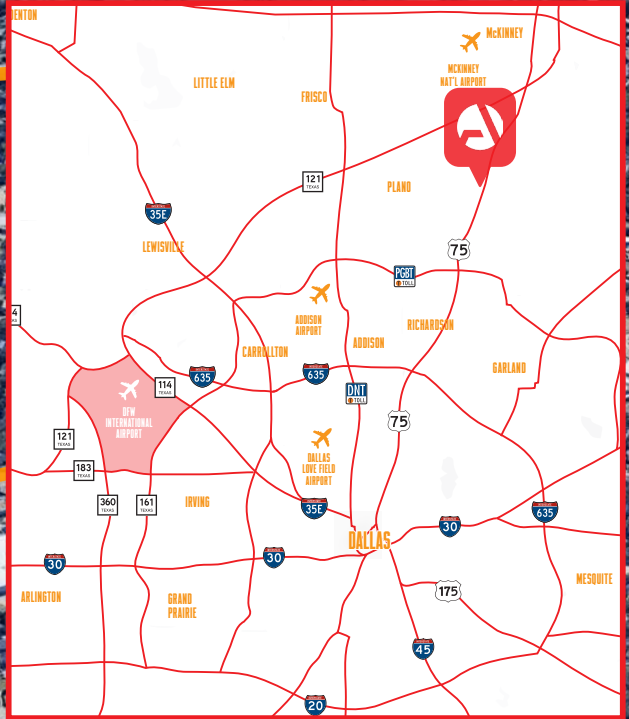 McKINNEY
MCKINNEY
NAT'L AIRPORT
LITTLE ELM
FRISCO
121
TEXAS
PLANO
35E
LEWISVILLE
75
PGBT
TOLL
ADDISON
AIRPORT
RICHARDSON
ADDISON
CARROLLTON
GARLAND
635
635
114
TEXAS
DNT
TOLL
DFW
INTERNATIONAL
AIRPORT
75
121
TEXAS
DALLAS
LOVE FIELD
AIRPORT
183
TEXAS
360
TEXAS
161
TEXAS
IRVING
35E
635
30
DALLAS
30
30
MESQUITE
175
ARLINGTON
GRAND
PRAIRIE
45
20